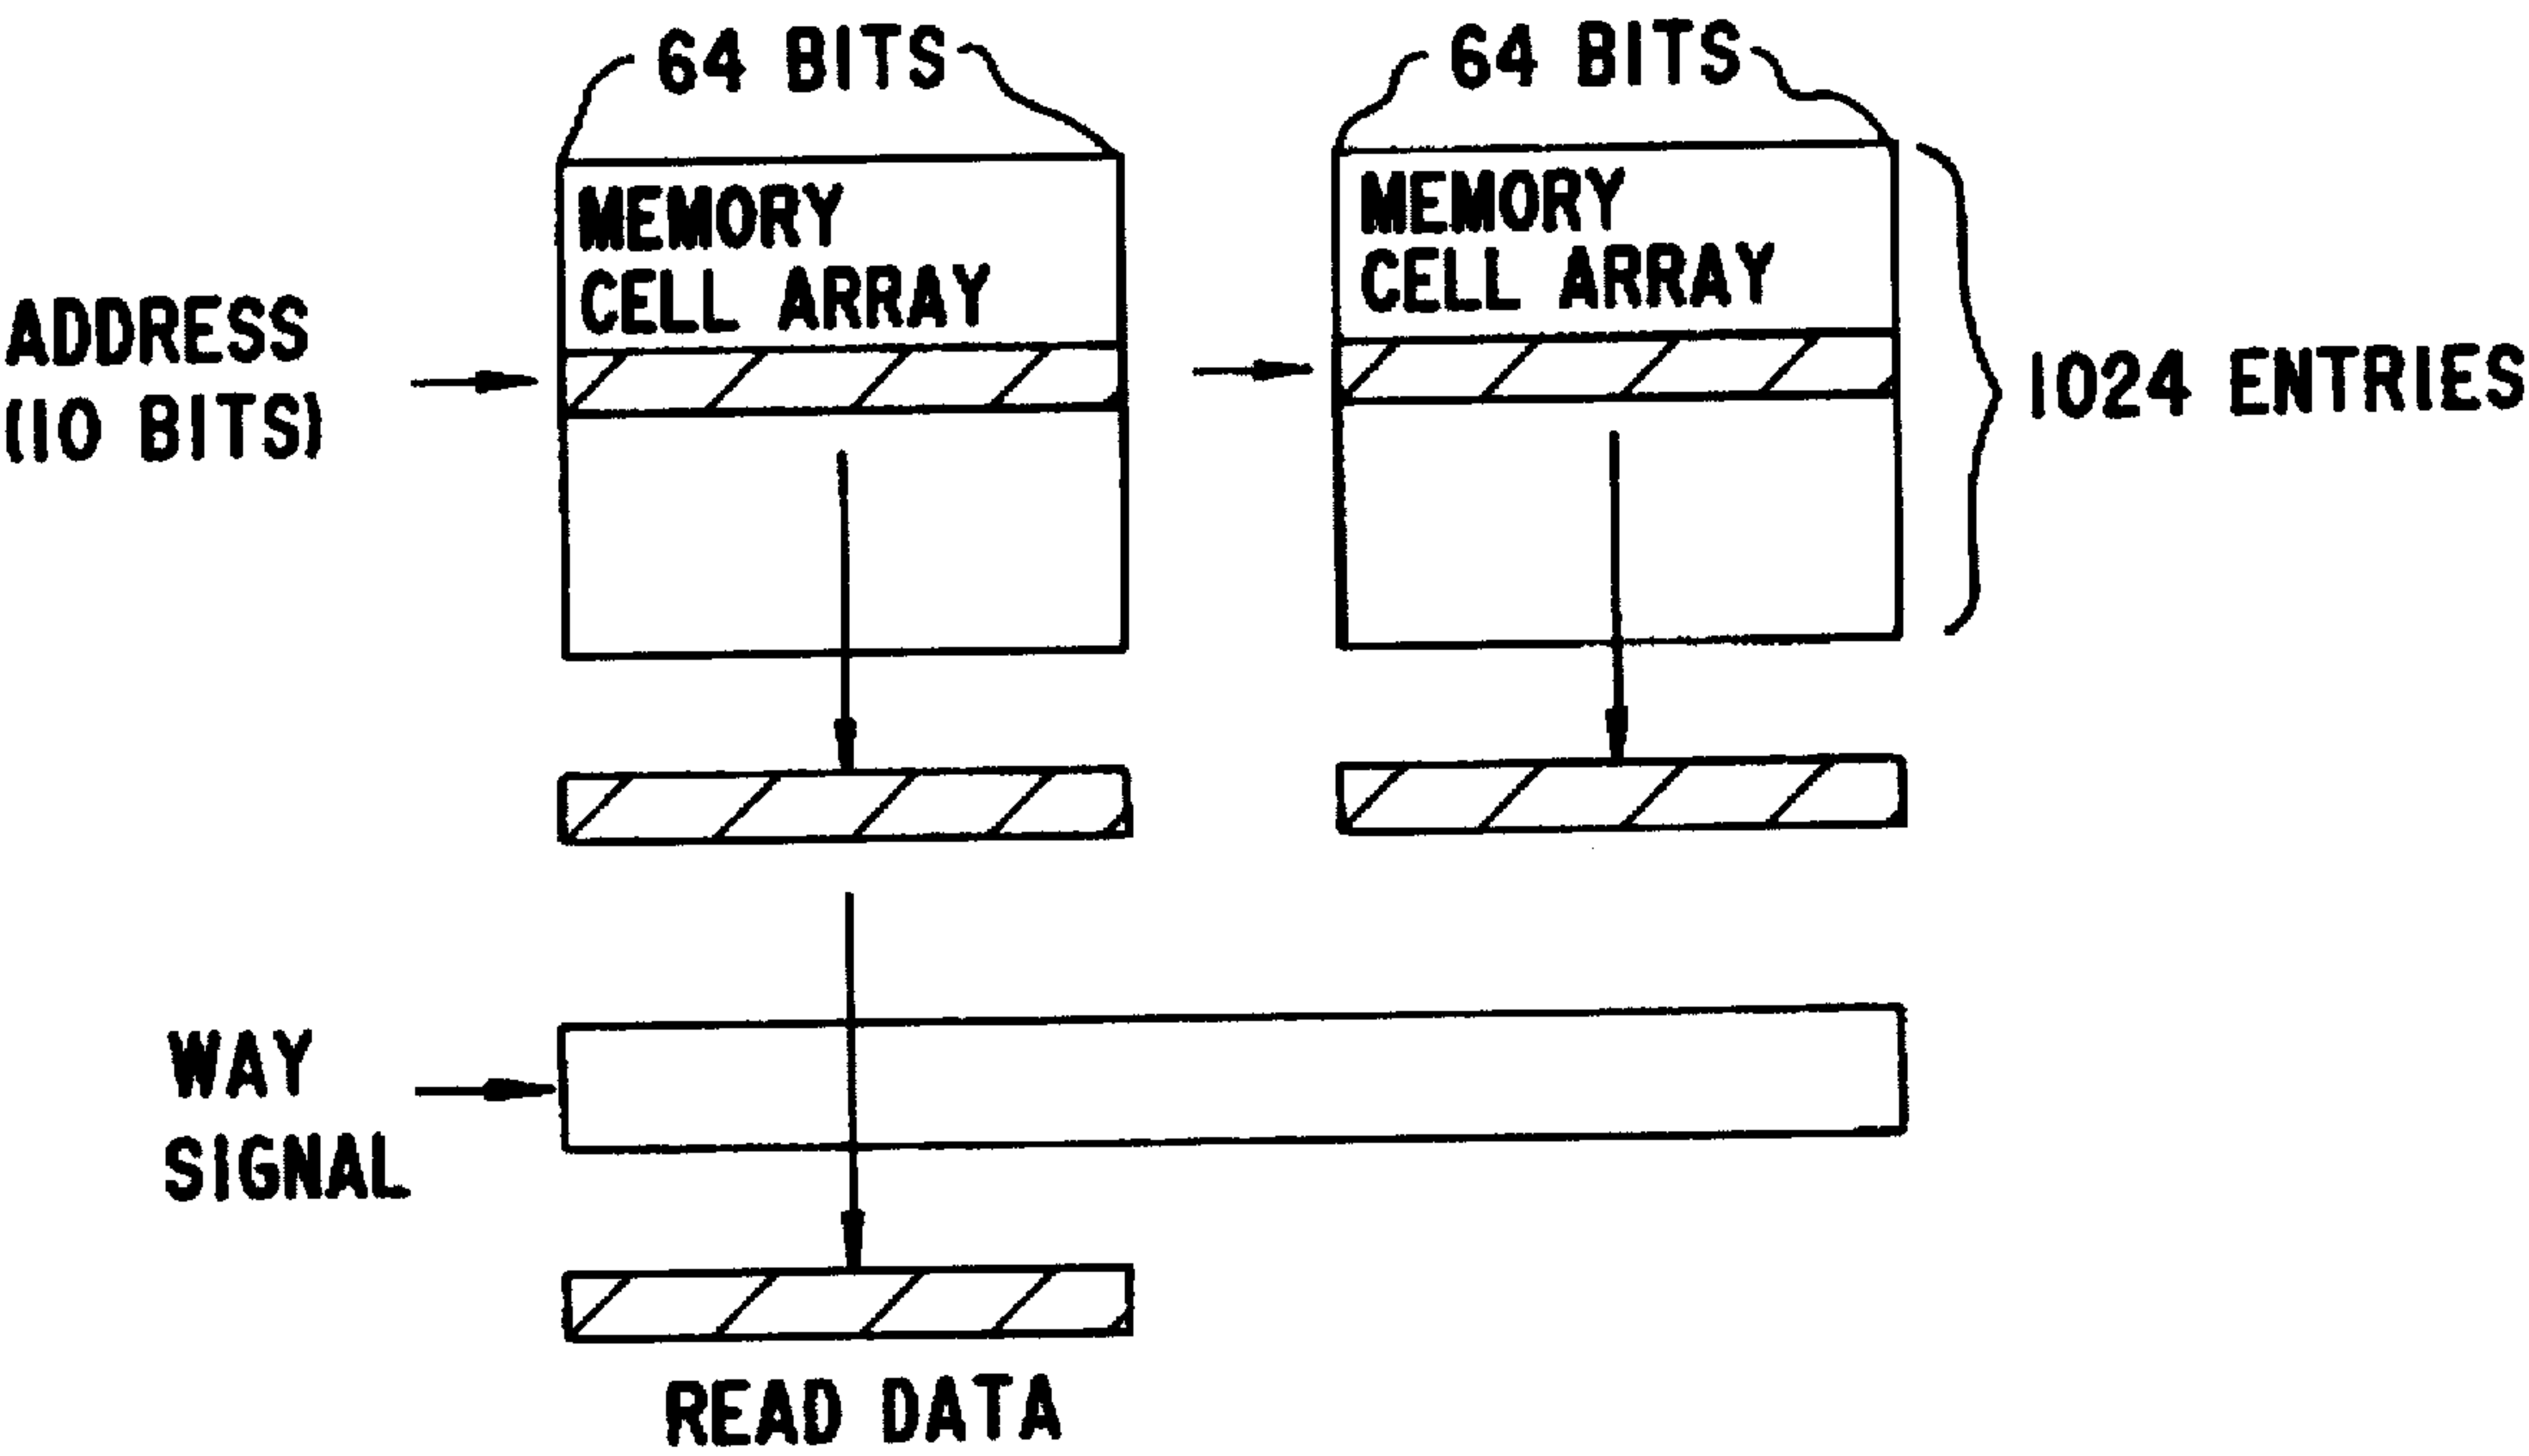 64 BITS
64 BITS
MEMORY
CELL ARRAY
MEMORY
CELL ARRAY
ADDRESS
(10 BITS)
1024 ENTRIES
WAY
SIGNAL
READ DATA